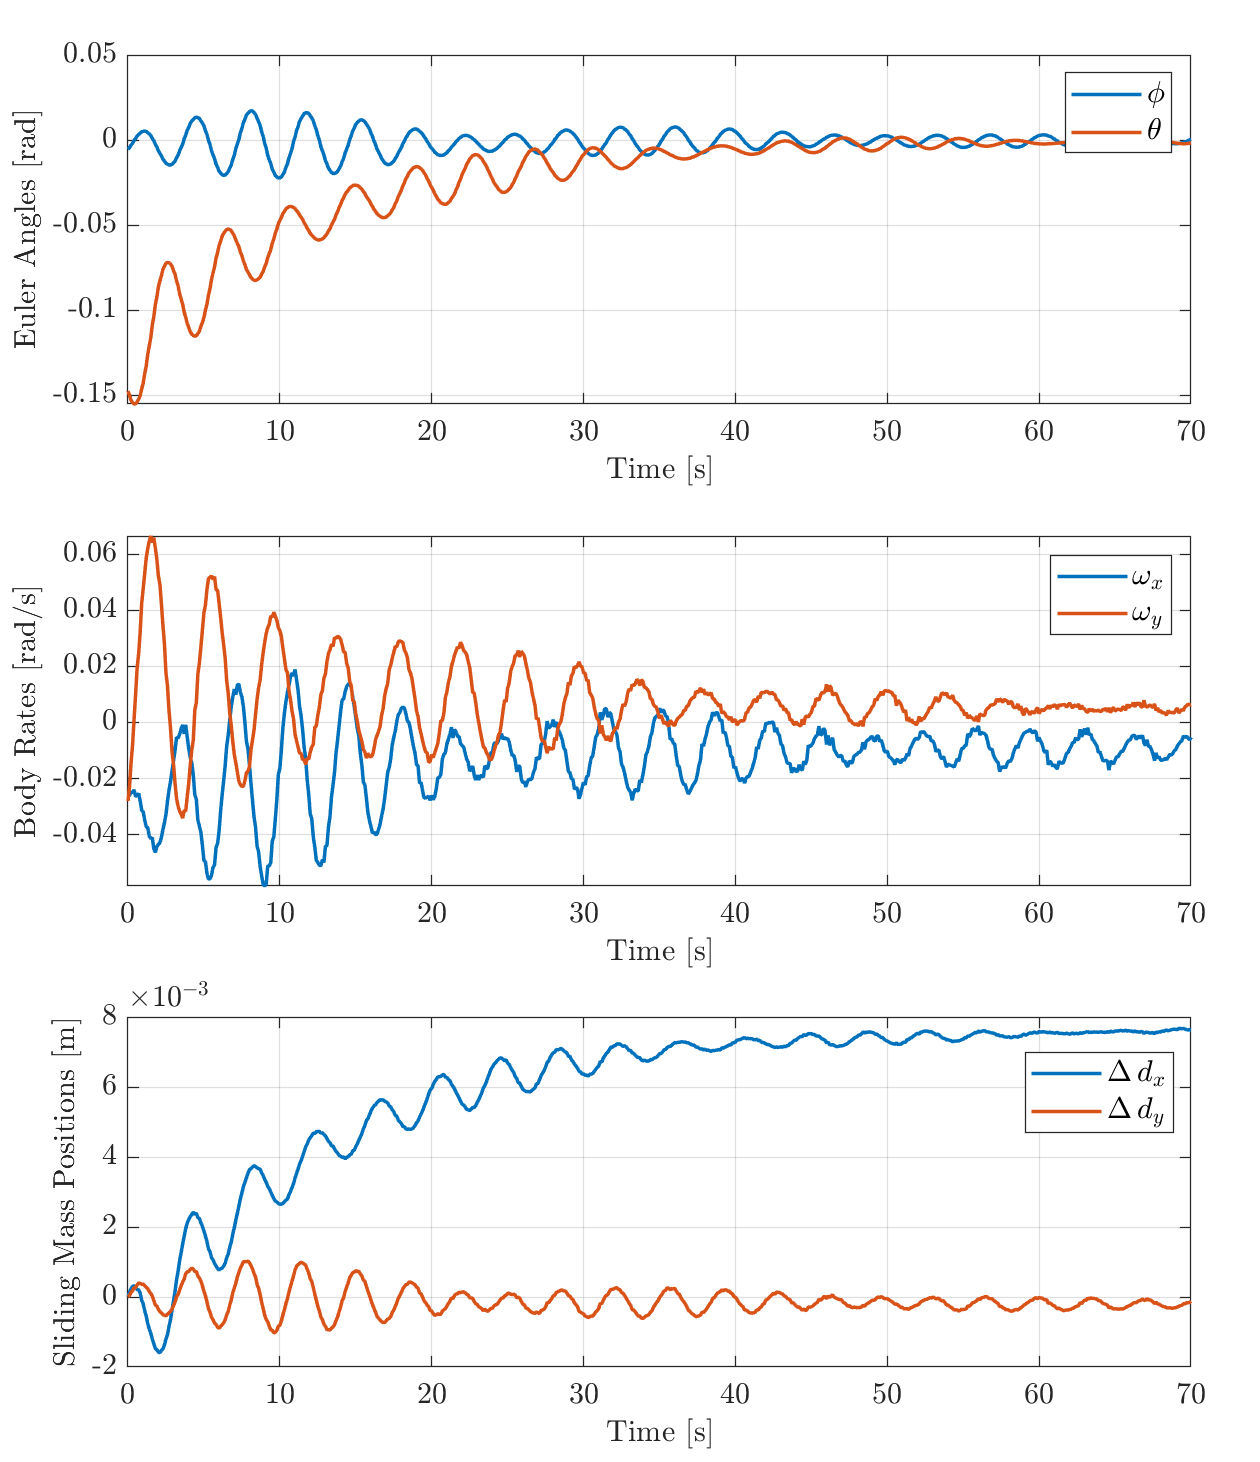 0.05
0
-0.05
-0.1
-0.15
Euler Angles [rad]
ϕ
θ
0 10 20 30 40 50 60 70
Time [s]
0.06
0.04
0.02
0
-0.02
-0.04
Body Rates [rad/s]
ω_x
ω_y
0 10 20 30 40 50 60 70
Time [s]
×10⁻³
8
6
4
2
0
-2
Sliding Mass Positions [m]
Δ d_x
Δ d_y
0 10 20 30 40 50 60 70
Time [s]